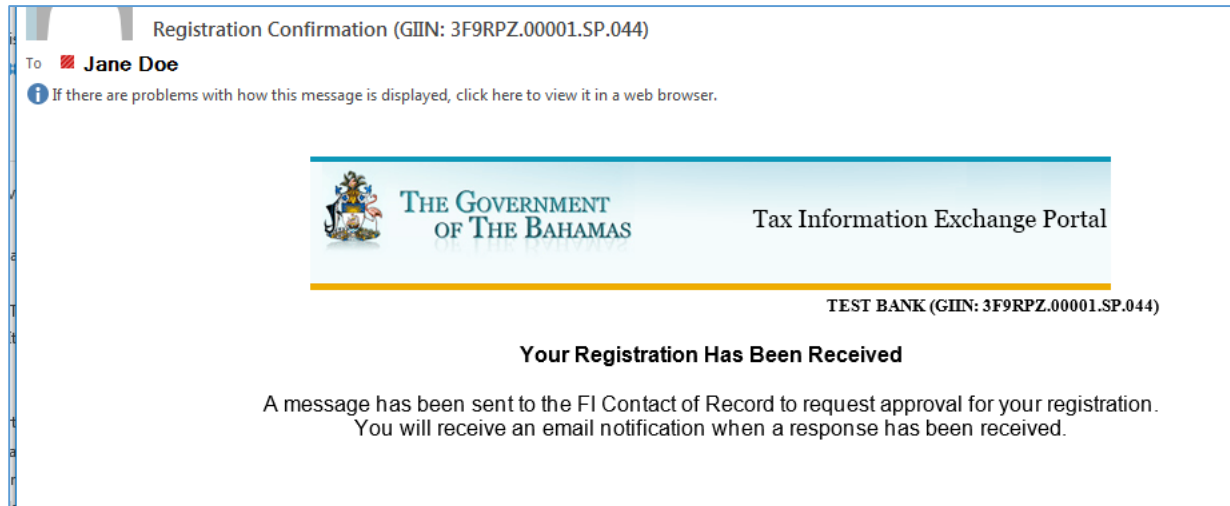 Registration Confirmation (GIIN: 3F9RPZ.00001.SP.044)
To Jane Doe
If there are problems with how this message is displayed, click here to view it in a web browser.
THE GOVERNMENT
OF THE BAHAMAS
Tax Information Exchange Portal
TEST BANK (GIIN: 3F9RPZ.00001.SP.044)
Your Registration Has Been Received
A message has been sent to the FI Contact of Record to request approval for your registration.
You will receive an email notification when a response has been received.